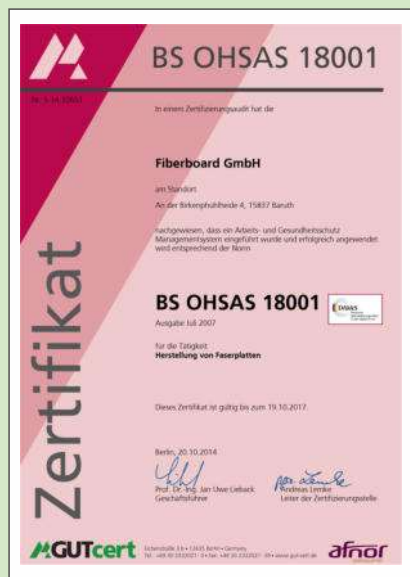 BS OHSAS 18001
In einem Zertifizierungsaudit hat die
Fiberboard GmbH
am Standort
An der Birkenpfuhlheide 4, 15837 Baruth
nachgewiesen, dass ein Arbeits- und Gesundheitsschutz
Managementsystem eingeführt wurde und erfolgreich angewendet
wird entsprechend der Norm
BS OHSAS 18001
Ausgabe Juli 2007
für die Tätigkeit
Herstellung von Faserplatten
Dieses Zertifikat ist gültig bis zum 19.10.2017.
Berlin, 20.10.2014
Prof. Dr.-Ing. Jan Uwe Lieback
Geschäftsführer
Andreas Lemke
Leiter der Zertifizierungsstelle
Zertifikat
GUTcert
afnor